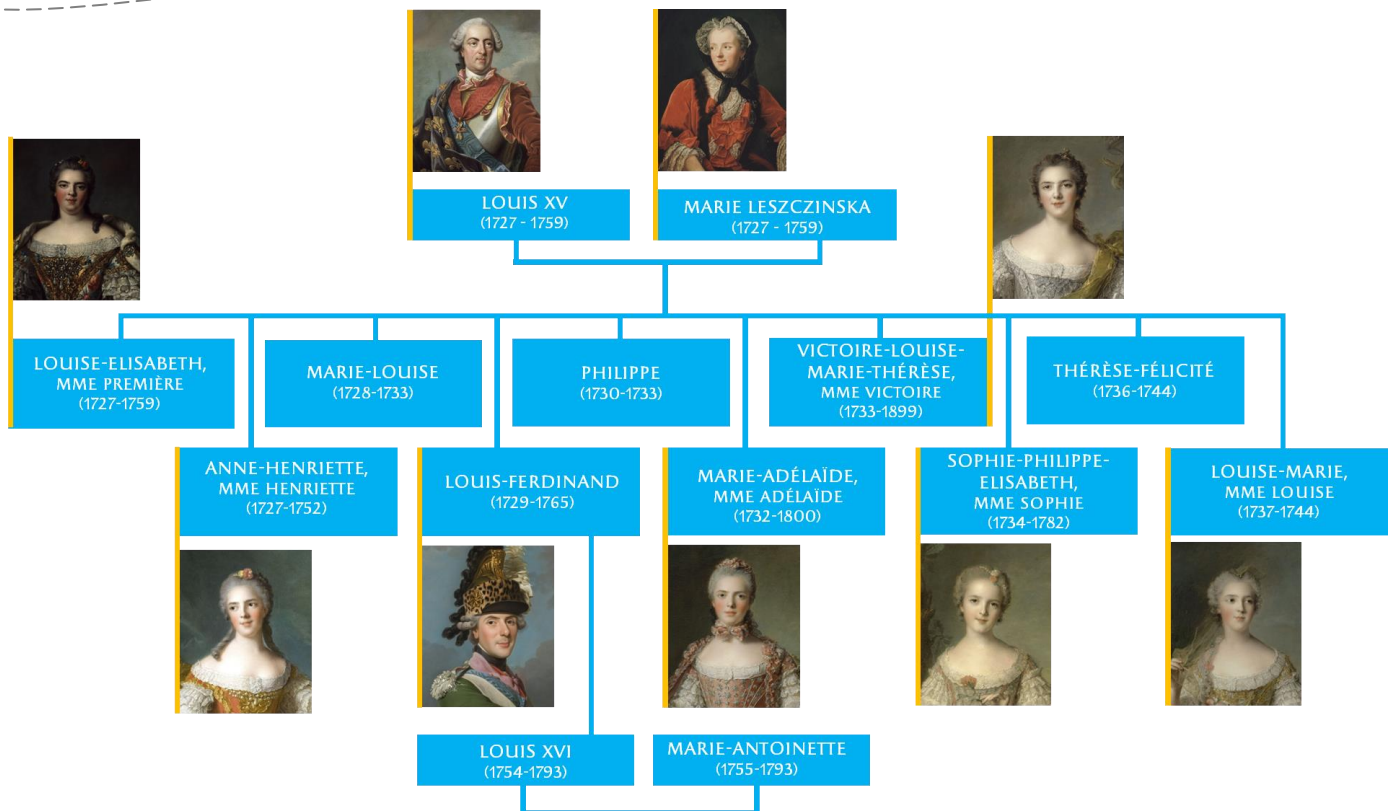 LOUIS XV
(1727 - 1759)
MARIE LESZCZINSKA
(1727 - 1759)
LOUISE-ELISABETH,
MME PREMIÈRE
(1727-1759)
MARIE-LOUISE
(1728-1733)
PHILIPPE
(1730-1733)
VICTOIRE-LOUISE-
MARIE-THÉRÈSE,
MME VICTOIRE
(1733-1899)
THÉRÈSE-FÉLICITÉ
(1736-1744)
ANNE-HENRIETTE,
MME HENRIETTE
(1727-1752)
LOUIS-FERDINAND
(1729-1765)
MARIE-ADÉLAÏDE,
MME ADÉLAÏDE
(1732-1800)
SOPHIE-PHILIPPE-
ELISABETH,
MME SOPHIE
(1734-1782)
LOUISE-MARIE,
MME LOUISE
(1737-1744)
LOUIS XVI
(1754-1793)
MARIE-ANTOINETTE
(1755-1793)